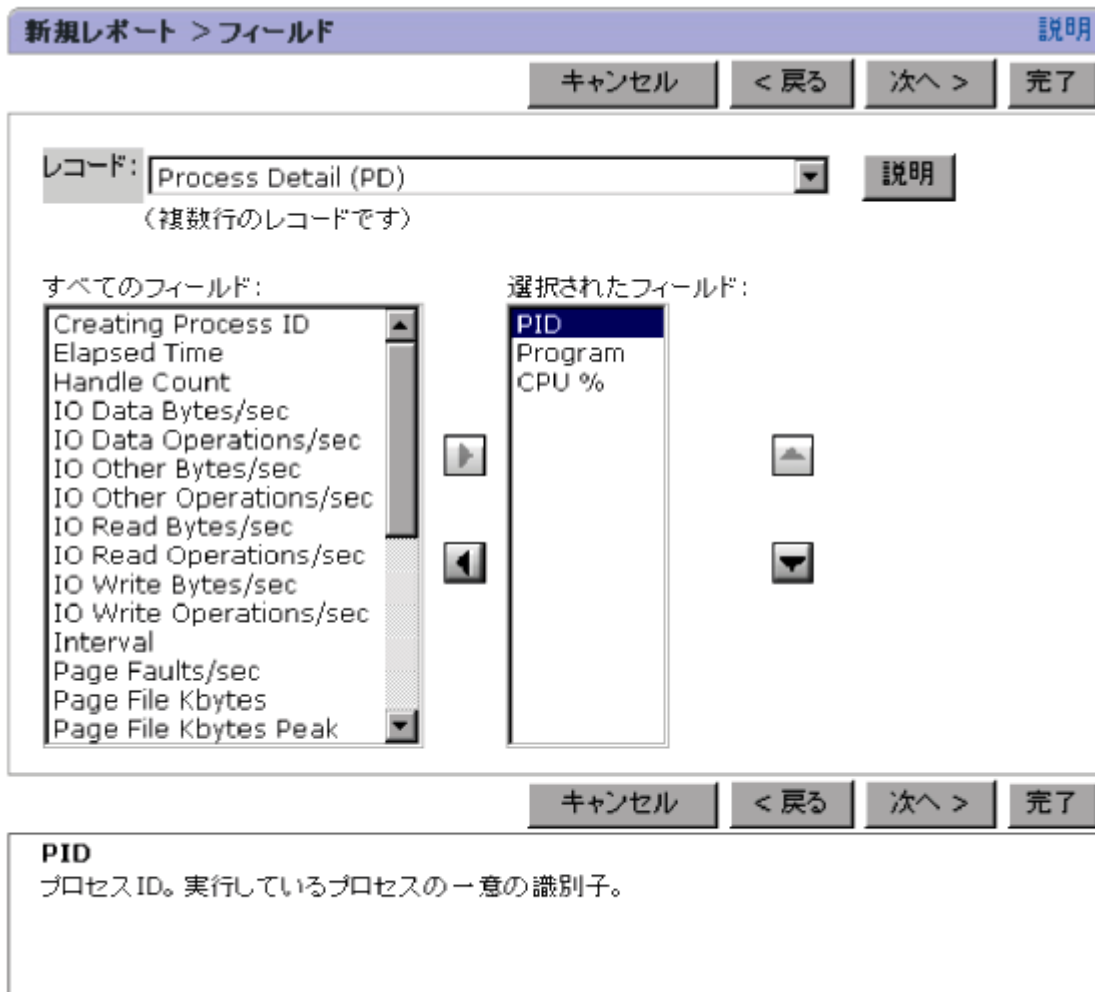 新規レポート > フィールド 説明
キャンセル < 戻る 次へ > 完了
レコード: Process Detail (PD) 説明
(複数行のレコードです)
すべてのフィールド: 選択されたフィールド:
Creating Process ID PID
Elapsed Time Program
Handle Count CPU %
IO Data Bytes/sec
IO Data Operations/sec
IO Other Bytes/sec
IO Other Operations/sec
IO Read Bytes/sec
IO Read Operations/sec
IO Write Bytes/sec
IO Write Operations/sec
Interval
Page Faults/sec
Page File Kbytes
Page File Kbytes Peak
キャンセル < 戻る 次へ > 完了
PID
プロセスID。実行しているプロセスの一意の識別子。